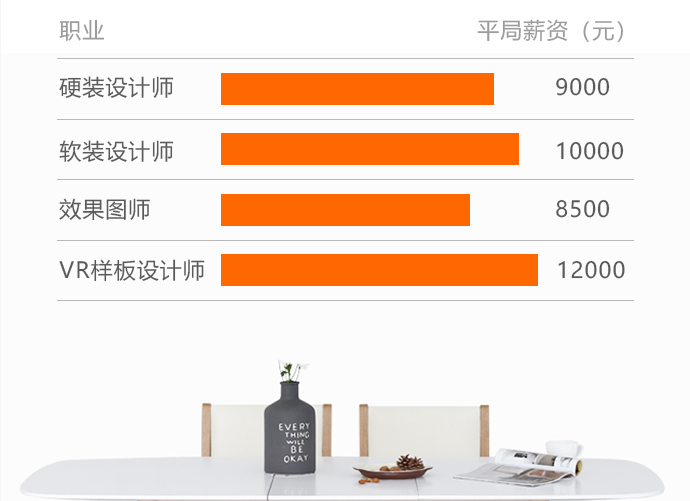 职业 平局薪资（元）
硬装设计师 9000
软装设计师 10000
效果图师 8500
VR样板设计师 12000
EVERY
THING
WILL
BE
OKAY